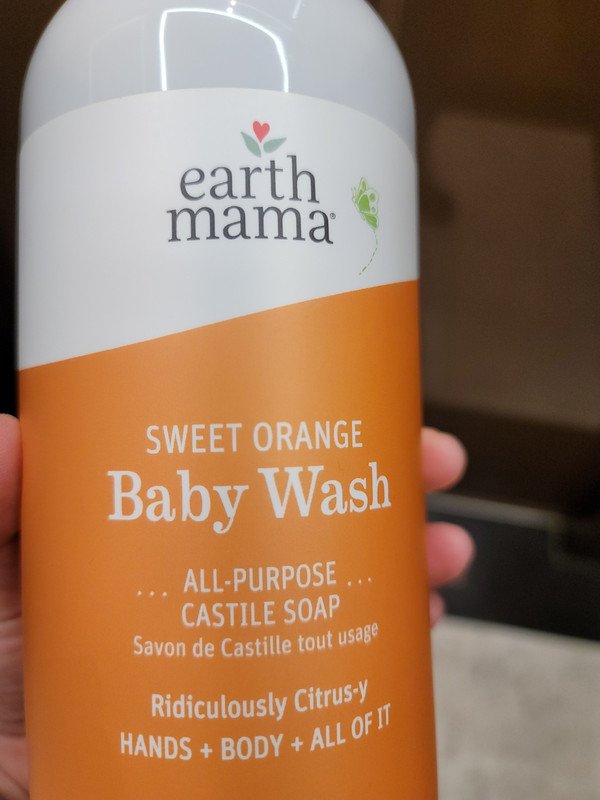 earth
mama®
SWEET ORANGE
Baby Wash
... ALL-PURPOSE ...
CASTILE SOAP
Savon de Castille tout usage
Ridiculously Citrus-y
HANDS + BODY + ALL OF IT